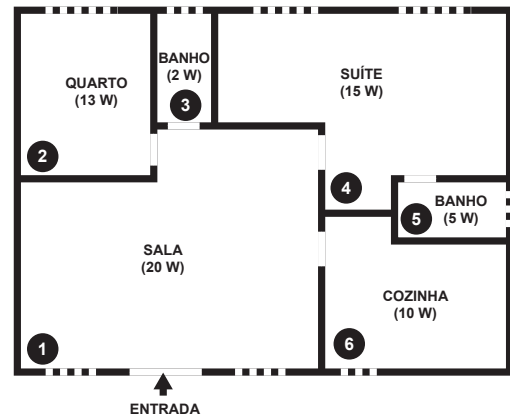 QUARTO
(13 W)
2
BANHO
(2 W)
3
SUÍTE
(15 W)
4
BANHO
(5 W)
5
SALA
(20 W)
1
COZINHA
(10 W)
6
ENTRADA